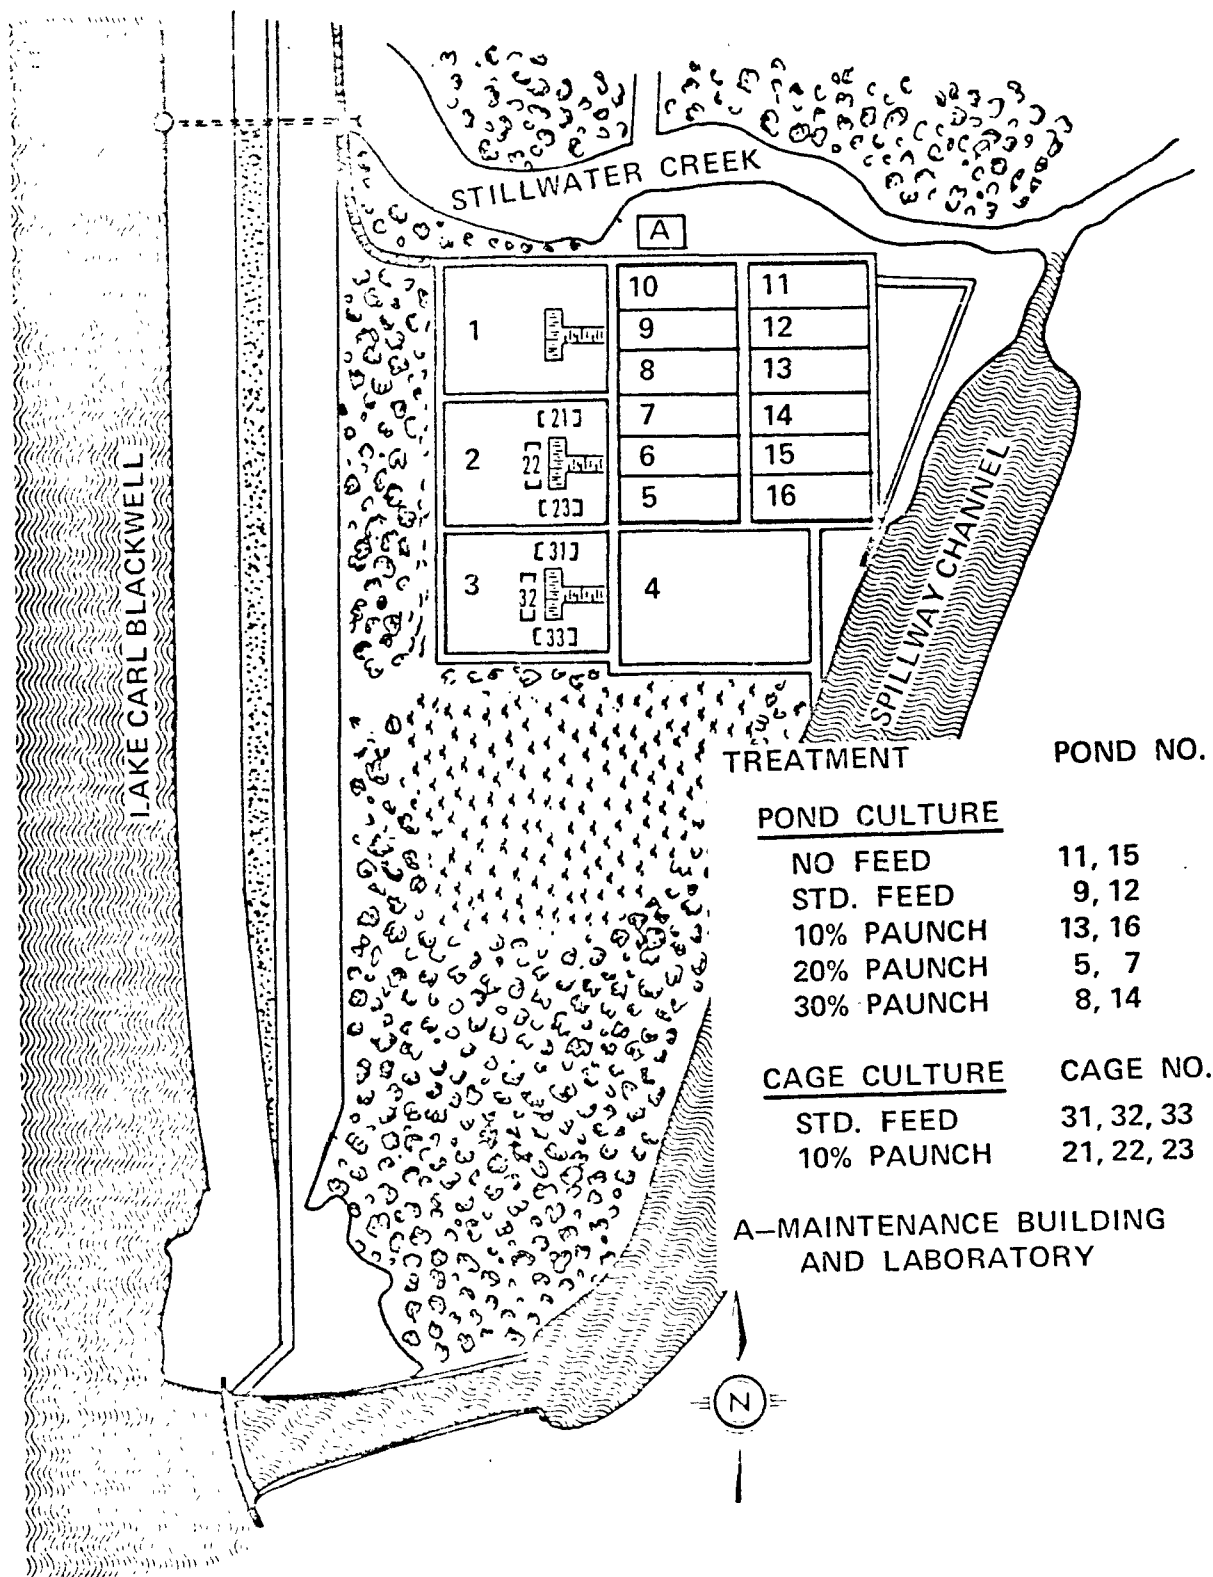 STILLWATER CREEK
A
1
10
11
9
12
8
13
2
[21]
22
[23]
7
14
6
15
5
16
3
[31]
32
[33]
4
LAKE CARL BLACKWELL
SPILLWAY CHANNEL
TREATMENT POND NO.
POND CULTURE
NO FEED 11, 15
STD. FEED 9, 12
10% PAUNCH 13, 16
20% PAUNCH 5, 7
30% PAUNCH 8, 14
CAGE CULTURE CAGE NO.
STD. FEED 31, 32, 33
10% PAUNCH 21, 22, 23
A–MAINTENANCE BUILDING
AND LABORATORY
N